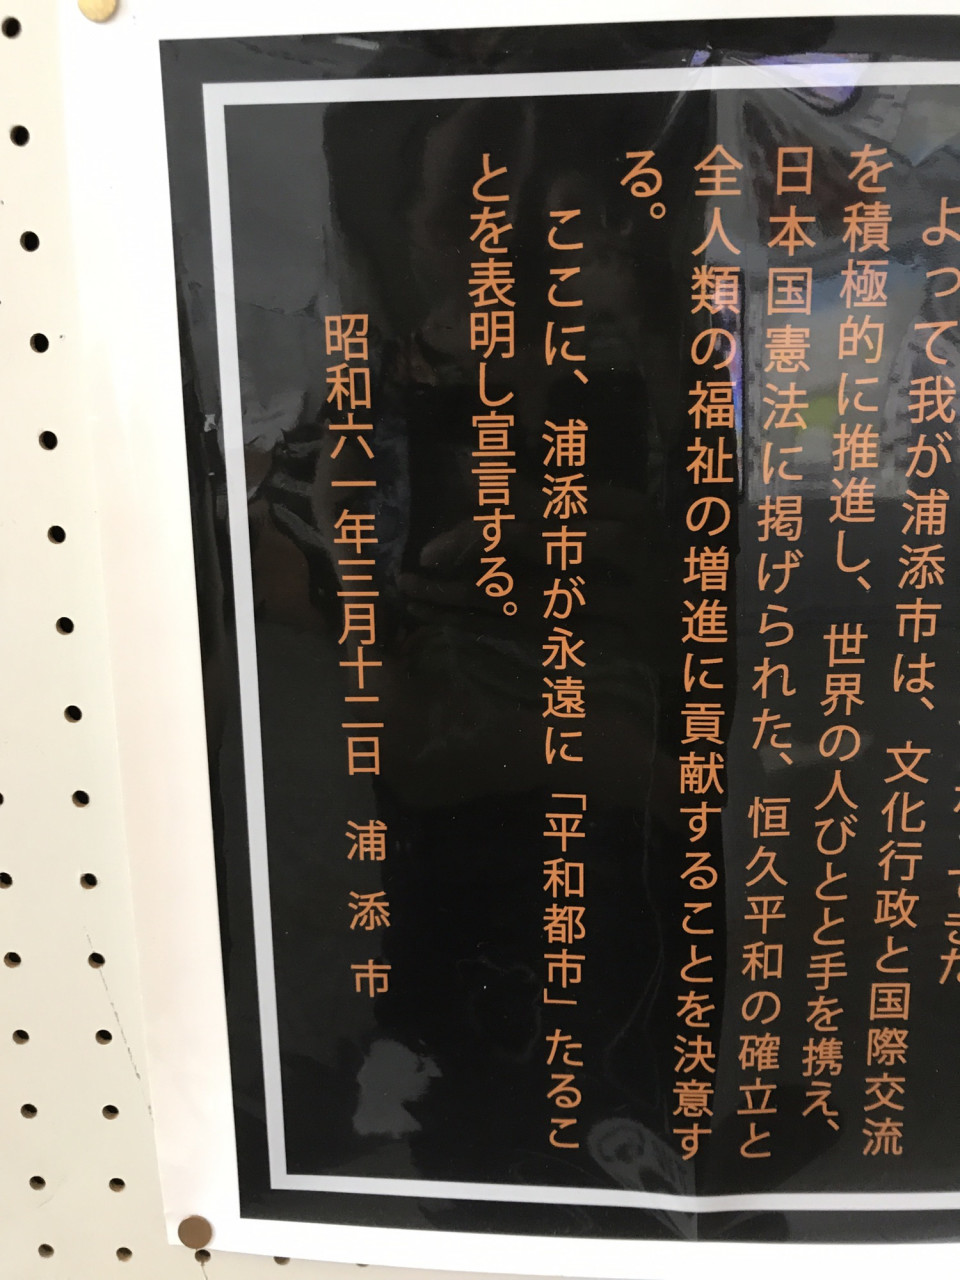 よって我が浦添市は、文化行政と国際交流
を積極的に推進し、世界の人びとと手を携え、
日本国憲法に掲げられた、恒久平和の確立と
全人類の福祉の増進に貢献することを決意す
る。
ここに、浦添市が永遠に「平和都市」たるこ
とを表明し宣言する。
昭和六一年三月十二日 浦添市